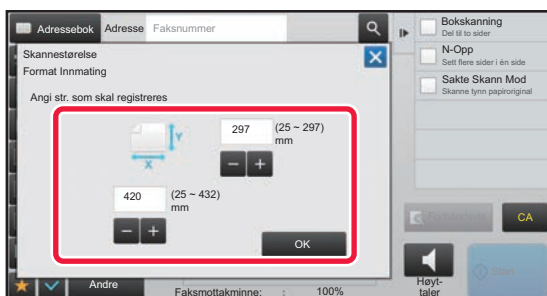 Adressebok Adresse Faksnummer
Skannestørelse
Format Innmating
Angi str. som skal registreres
Y
X
297 (25 ~ 297)
mm
− +
420 (25 ~ 432)
mm
− +
OK
Andre
Faksmottakminne: : 100%
Bokskanning
Del til to sider
N-Opp
Sett flere sider i én side
Sakte Skann Mod
Skanne tynn papiroriginal
CA
Høyt-
taler
Start